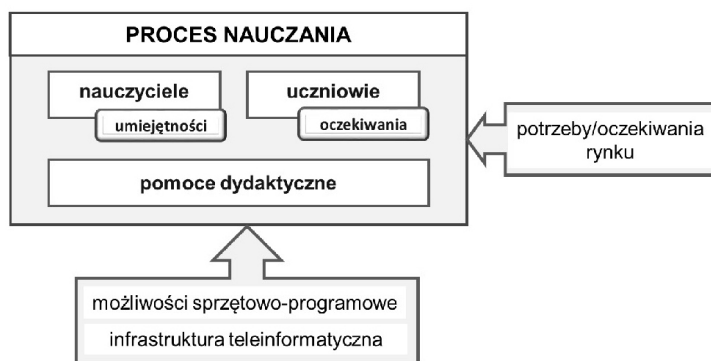 PROCES NAUCZANIA
nauczyciele
umiejętności
uczniowie
oczekiwania
pomoce dydaktyczne
potrzeby/oczekiwania
rynku
możliwości sprzętowo-programowe
infrastruktura teleinformatyczna